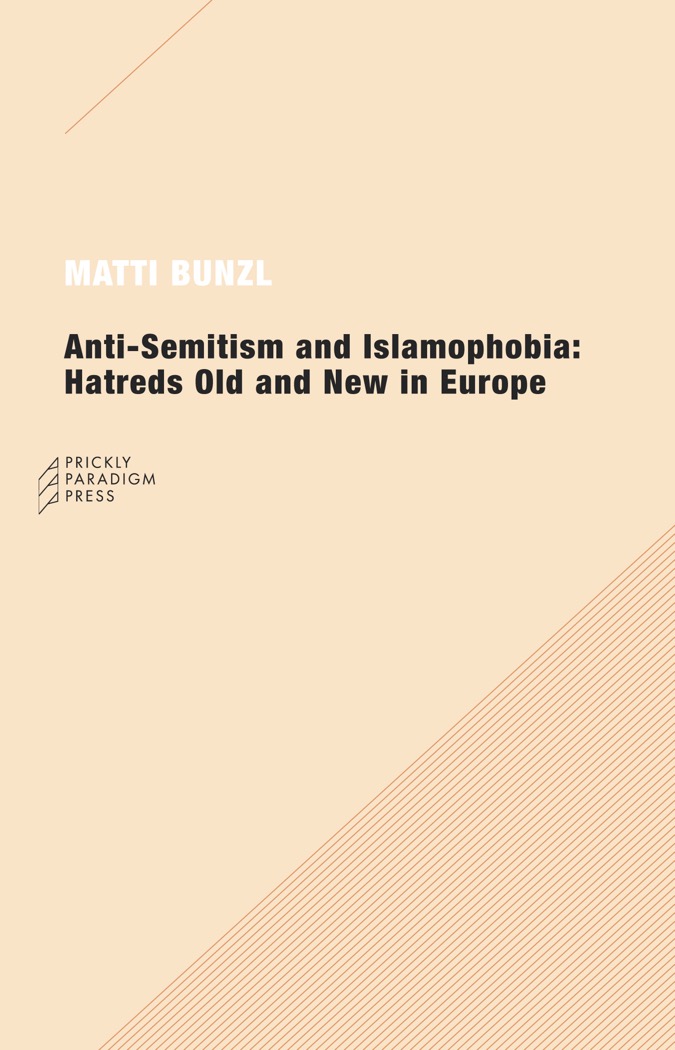 MATTI BUNZL
Anti-Semitism and Islamophobia:
Hatreds Old and New in Europe
PRICKLY
PARADIGM
PRESS